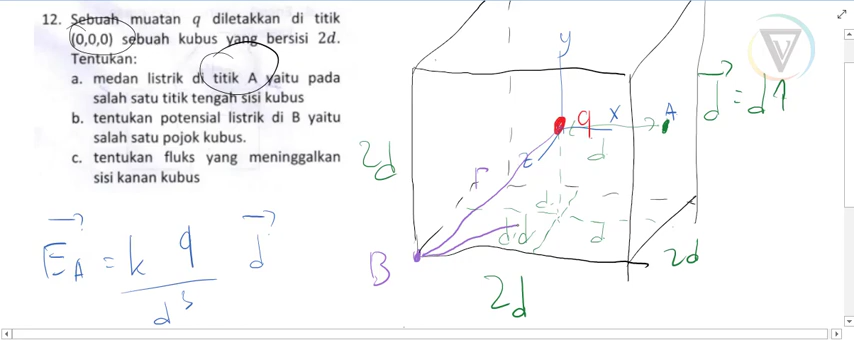 12. Sebuah muatan q diletakkan di titik
(0,0,0) sebuah kubus yang bersisi 2d.
Tentukan:
a. medan listrik di titik A yaitu pada
salah satu titik tengah sisi kubus
b. tentukan potensial listrik di B yaitu
salah satu pojok kubus.
c. tentukan fluks yang meninggalkan
sisi kanan kubus
E_A = k q / d³ d
y
q
x
A
d = d î
z
d
2d
r
d
d
d
d
B
2d
2d